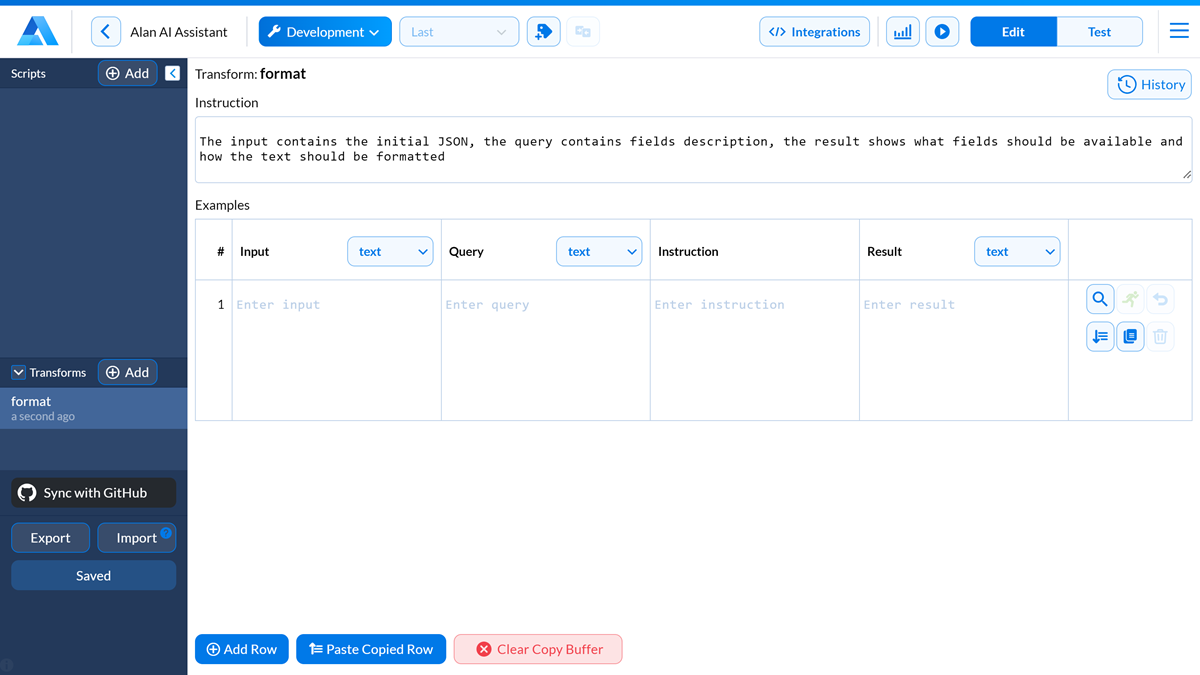 Alan AI Assistant
Development
Last
Integrations
Edit
Test
Scripts
Add
Transform: format
History
Instruction
The input contains the initial JSON, the query contains fields description, the result shows what fields should be available and
how the text should be formatted
Examples
# Input text Query text Instruction Result text
1 Enter input Enter query Enter instruction Enter result
Transforms
Add
format
a second ago
Sync with GitHub
Export
Import ?
Saved
Add Row
Paste Copied Row
Clear Copy Buffer